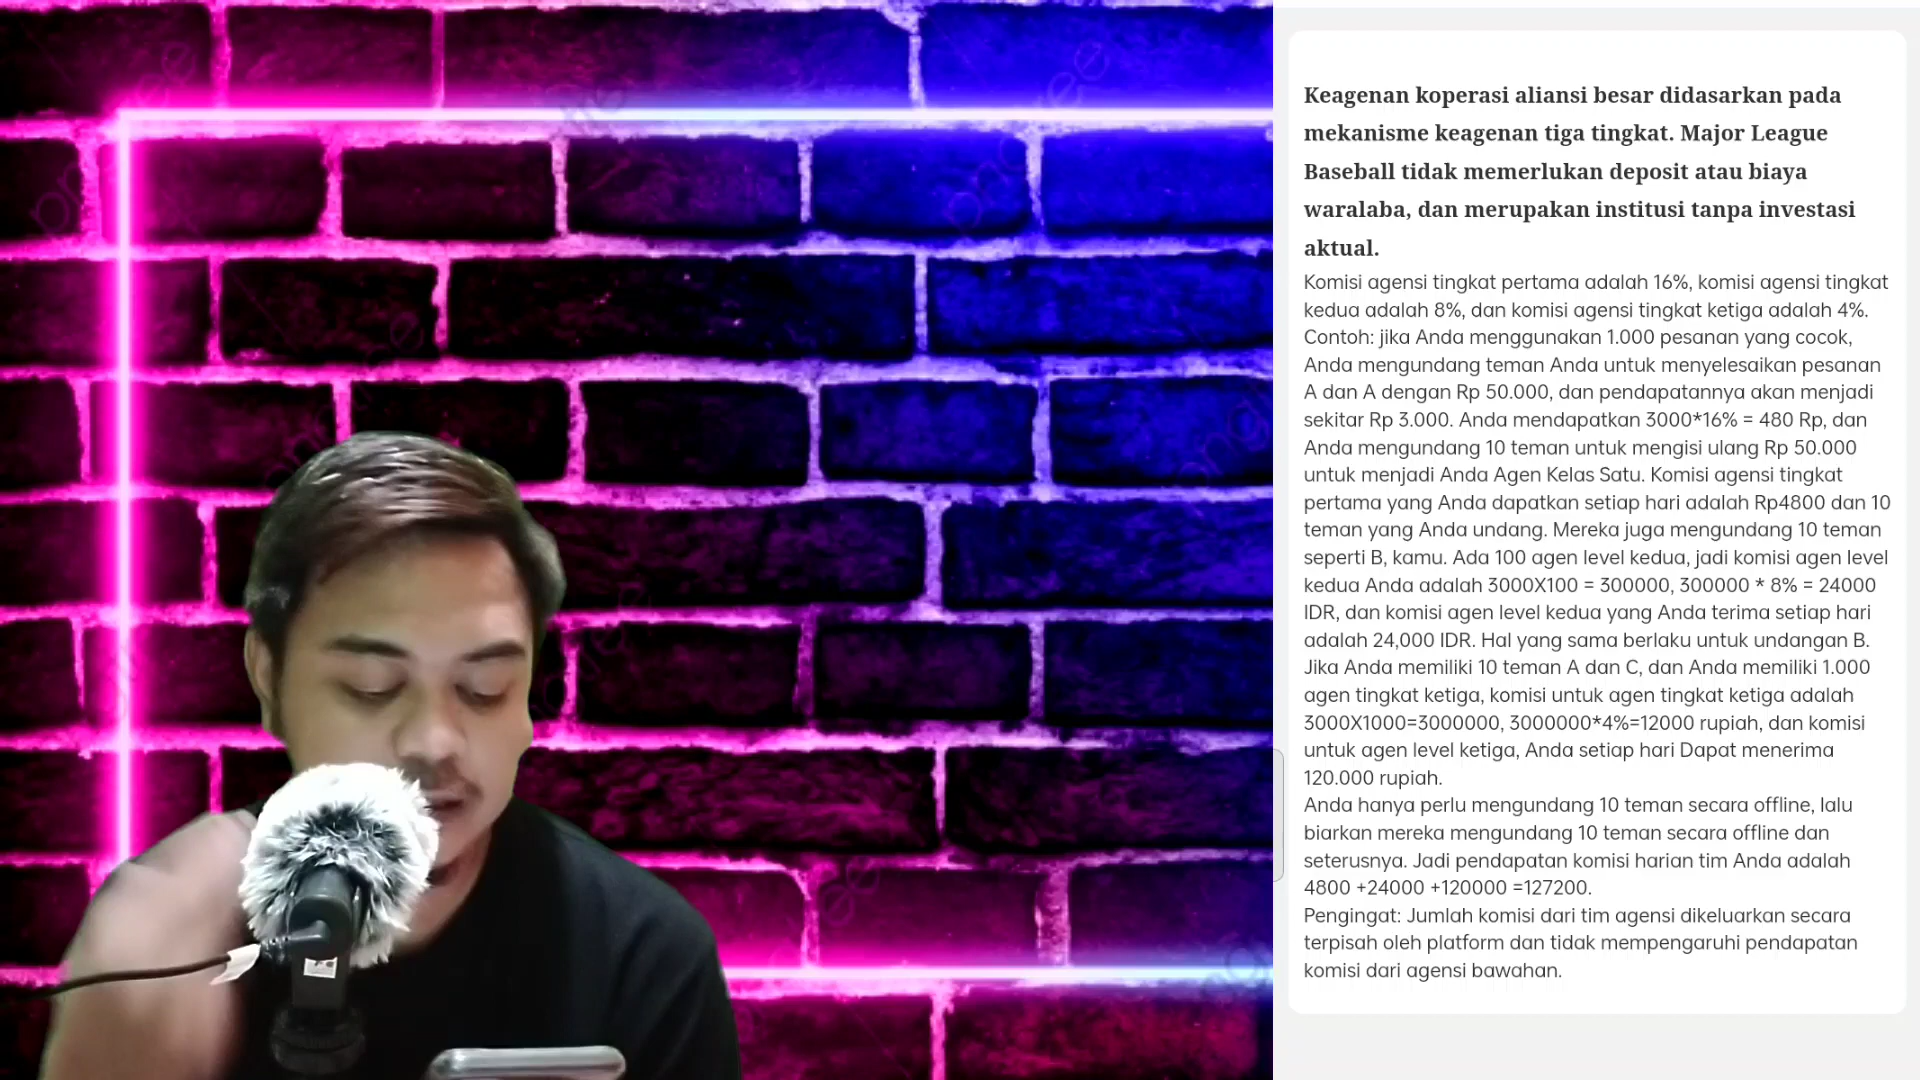 Keagenan koperasi aliansi besar didasarkan pada
mekanisme keagenan tiga tingkat. Major League
Baseball tidak memerlukan deposit atau biaya
waralaba, dan merupakan institusi tanpa investasi
aktual.
Komisi agensi tingkat pertama adalah 16%, komisi agensi tingkat
kedua adalah 8%, dan komisi agensi tingkat ketiga adalah 4%.
Contoh: jika Anda menggunakan 1.000 pesanan yang cocok,
Anda mengundang teman Anda untuk menyelesaikan pesanan
A dan A dengan Rp 50.000, dan pendapatannya akan menjadi
sekitar Rp 3.000. Anda mendapatkan 3000*16% = 480 Rp, dan
Anda mengundang 10 teman untuk mengisi ulang Rp 50.000
untuk menjadi Anda Agen Kelas Satu. Komisi agensi tingkat
pertama yang Anda dapatkan setiap hari adalah Rp4800 dan 10
teman yang Anda undang. Mereka juga mengundang 10 teman
seperti B, kamu. Ada 100 agen level kedua, jadi komisi agen level
kedua Anda adalah 3000X100 = 300000, 300000 * 8% = 24000
IDR, dan komisi agen level kedua yang Anda terima setiap hari
adalah 24,000 IDR. Hal yang sama berlaku untuk undangan B.
Jika Anda memiliki 10 teman A dan C, dan Anda memiliki 1.000
agen tingkat ketiga, komisi untuk agen tingkat ketiga adalah
3000X1000=3000000, 3000000*4%=12000 rupiah, dan komisi
untuk agen level ketiga, Anda setiap hari Dapat menerima
120.000 rupiah.
Anda hanya perlu mengundang 10 teman secara offline, lalu
biarkan mereka mengundang 10 teman secara offline dan
seterusnya. Jadi pendapatan komisi harian tim Anda adalah
4800 +24000 +120000 =127200.
Pengingat: Jumlah komisi dari tim agensi dikeluarkan secara
terpisah oleh platform dan tidak mempengaruhi pendapatan
komisi dari agensi bawahan.